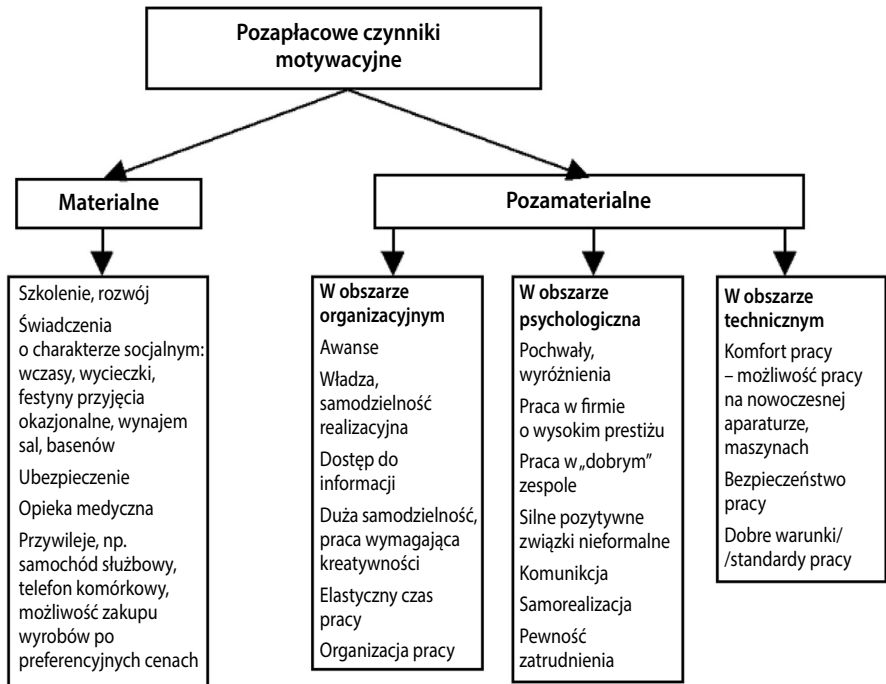 Pozapłacowe czynniki
motywacyjne
Materialne
Pozamaterialne
Szkolenie, rozwój
Świadczenia
o charakterze socjalnym:
wczasy, wycieczki,
festyny przyjęcia
okazjonalne, wynajem
sal, basenów
Ubezpieczenie
Opieka medyczna
Przywileje, np.
samochód służbowy,
telefon komórkowy,
możliwość zakupu
wyrobów po
preferencyjnych cenach
W obszarze
organizacyjnym
Awanse
Władza,
samodzielność
realizacyjna
Dostęp do
informacji
Duża samodzielność,
praca wymagająca
kreatywności
Elastyczny czas
pracy
Organizacja pracy
W obszarze
psychologiczna
Pochwały,
wyróżnienia
Praca w firmie
o wysokim prestiżu
Praca w „dobrym”
zespole
Silne pozytywne
związki nieformalne
Komunikcja
Samorealizacja
Pewność
zatrudnienia
W obszarze
technicznym
Komfort pracy
– możliwość pracy
na nowoczesnej
aparaturze,
maszynach
Bezpieczeństwo
pracy
Dobre warunki/
/standardy pracy